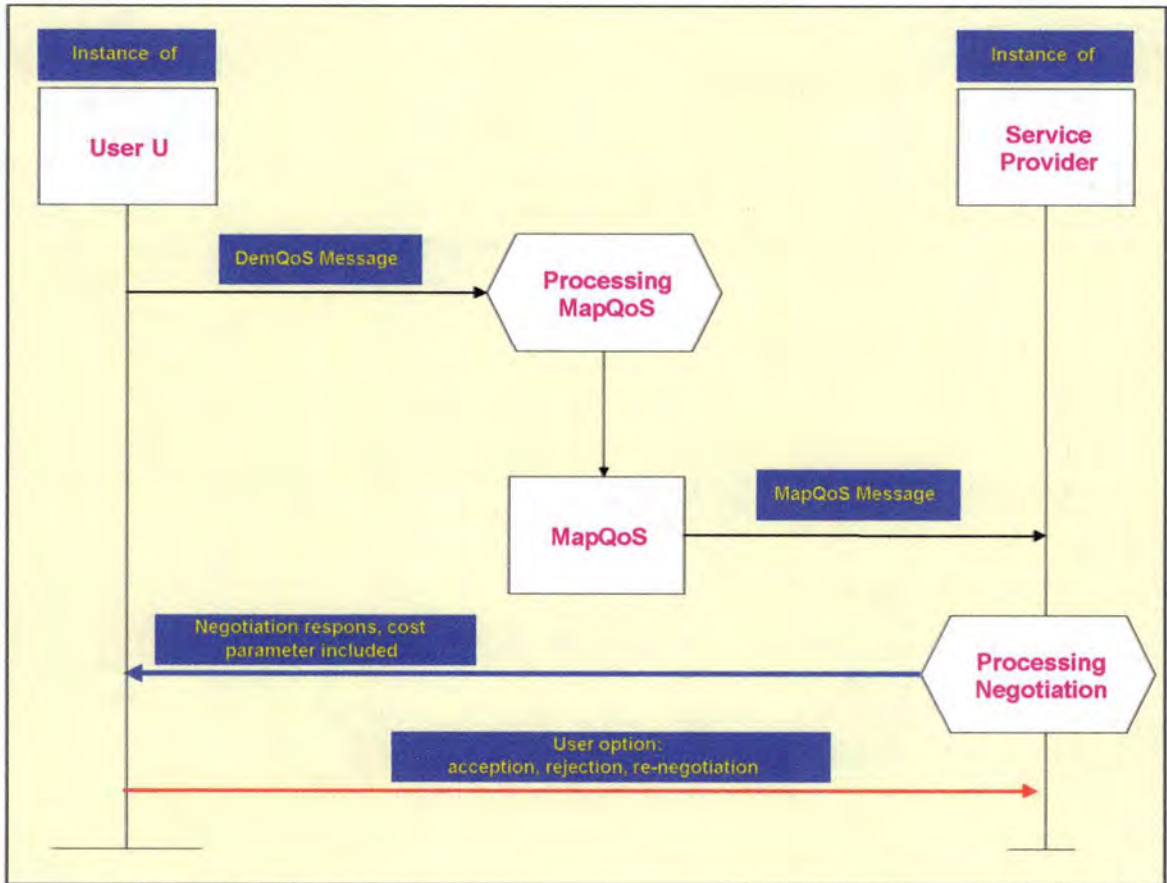 Instance of
Instance of
User U
Service
Provider
DemQoS Message
Processing
MapQoS
MapQoS Message
MapQoS
Negotiation respons, cost
parameter included
Processing
Negotiation
User option:
acception, rejection, re-negotiation